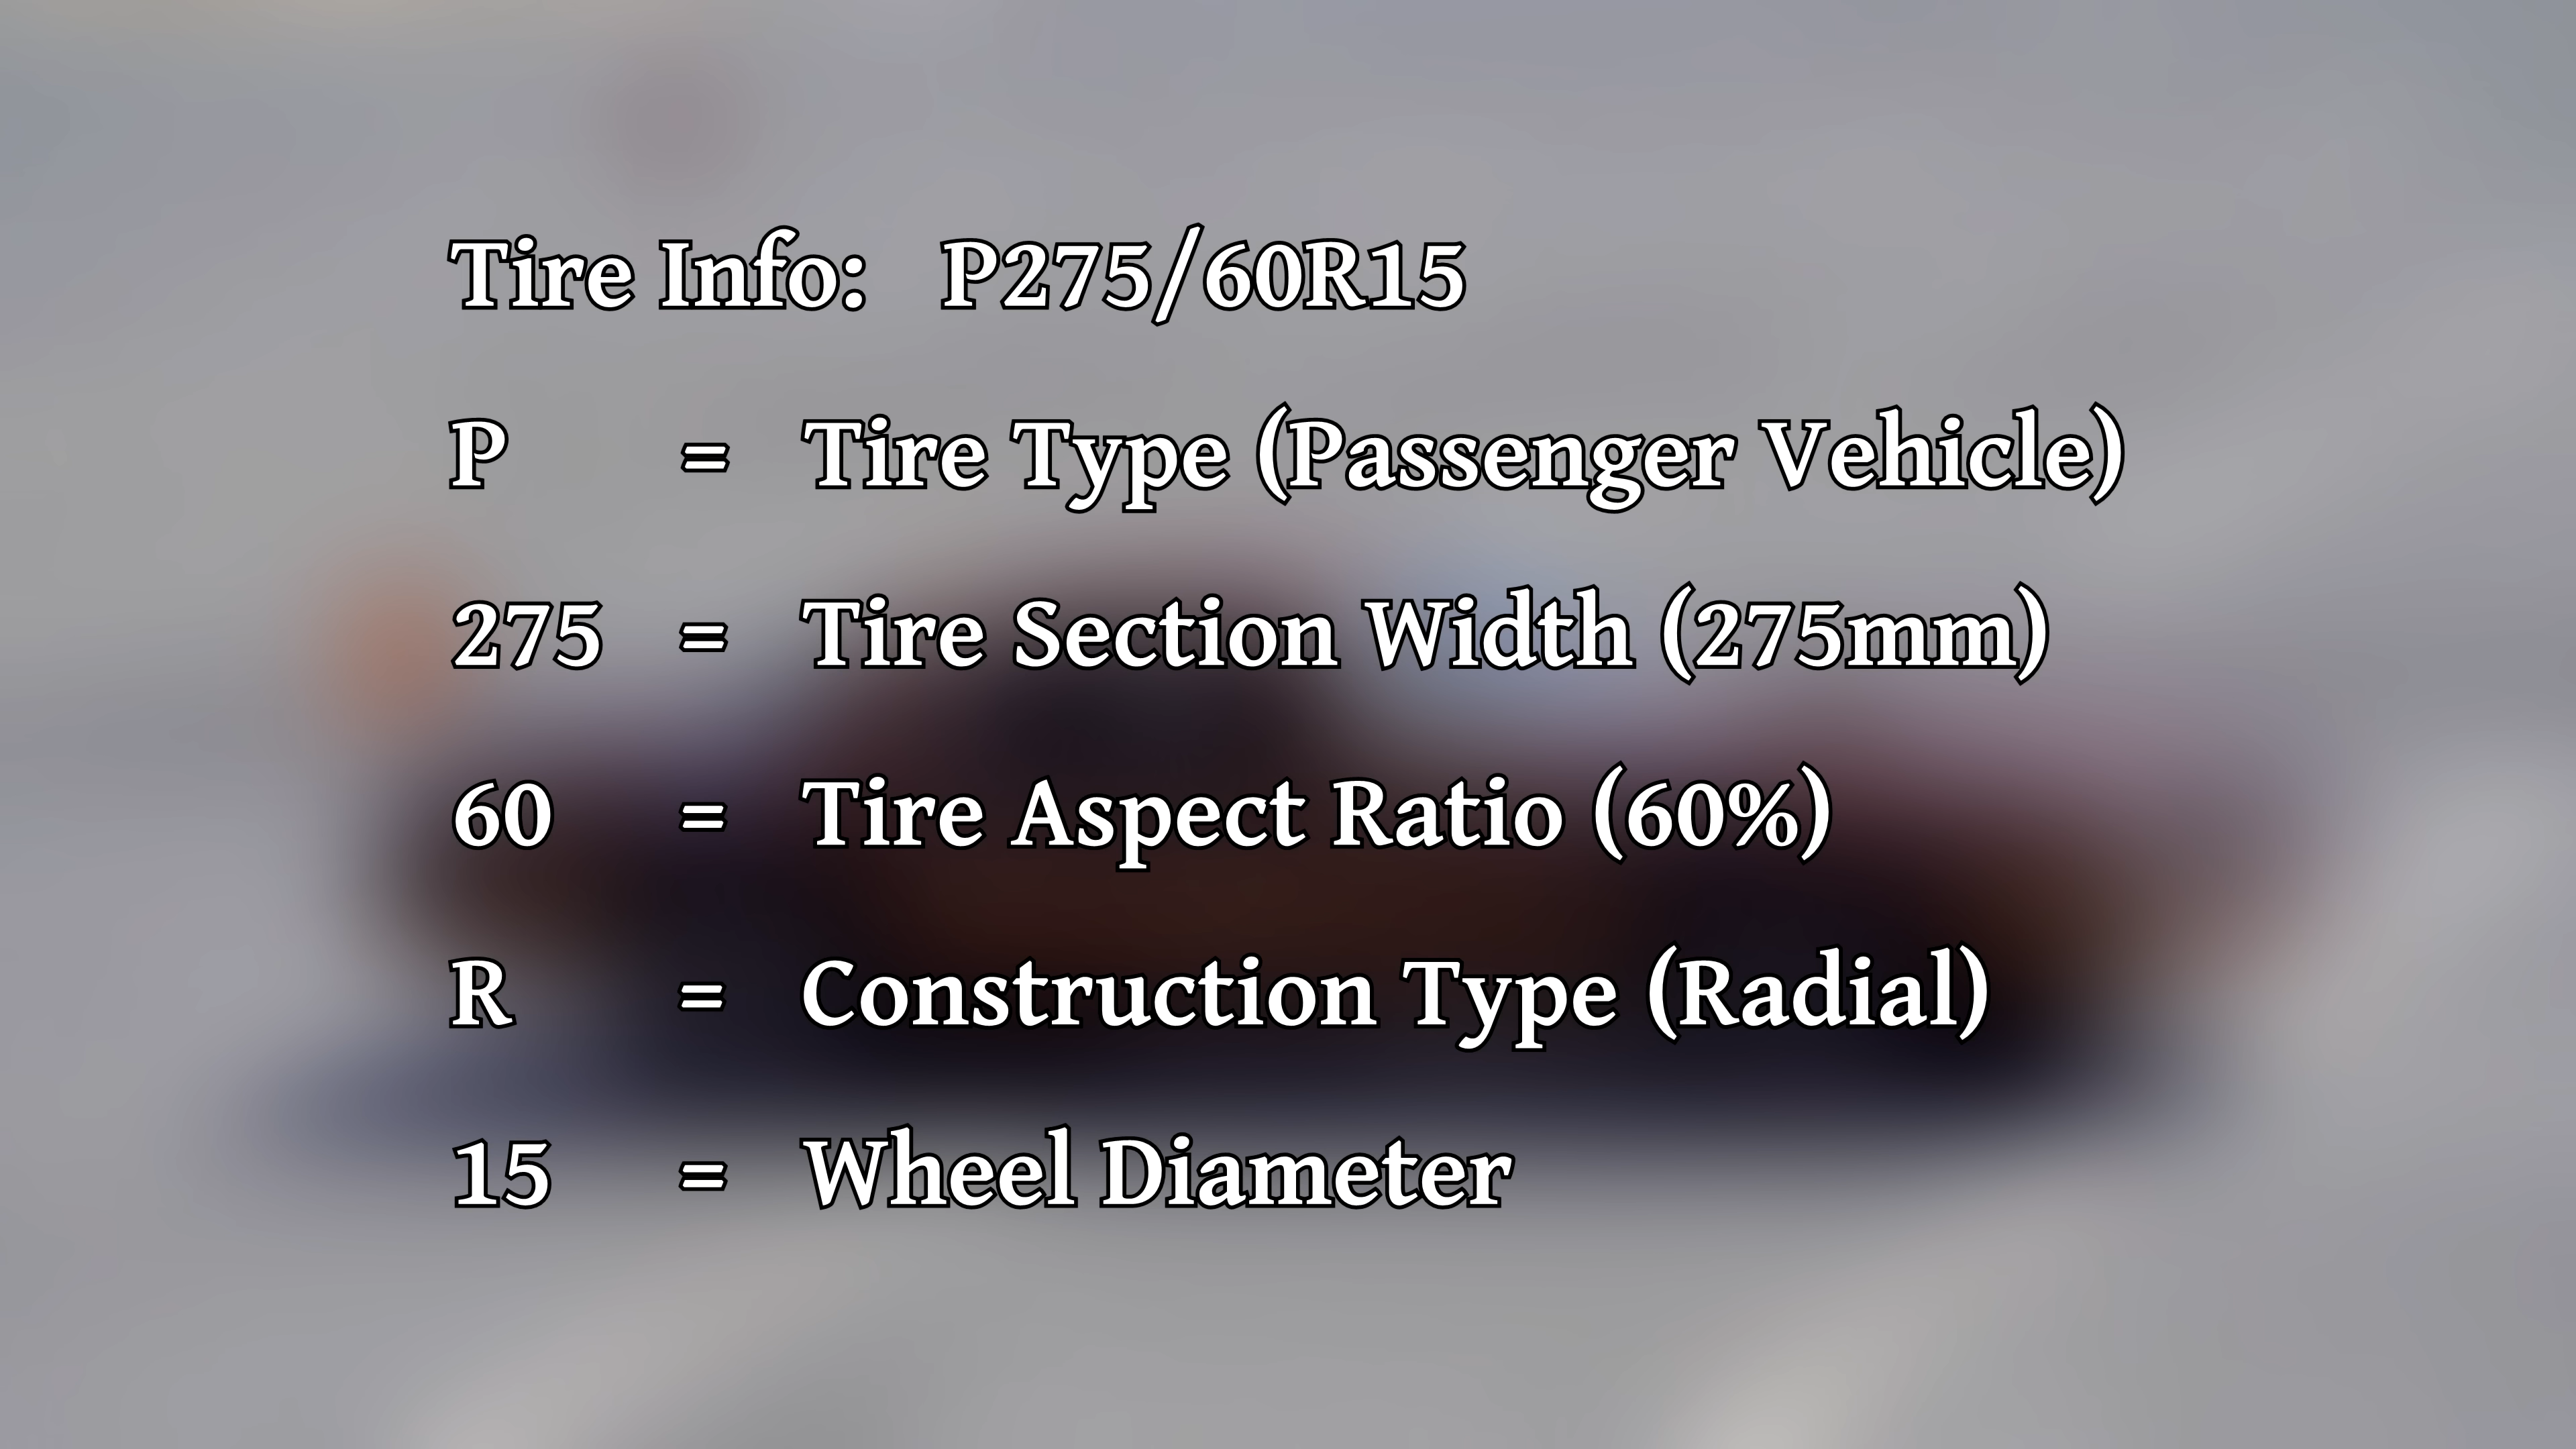 Tire Info: P275/60R15
P = Tire Type (Passenger Vehicle)
275 = Tire Section Width (275mm)
60 = Tire Aspect Ratio (60%)
R = Construction Type (Radial)
15 = Wheel Diameter